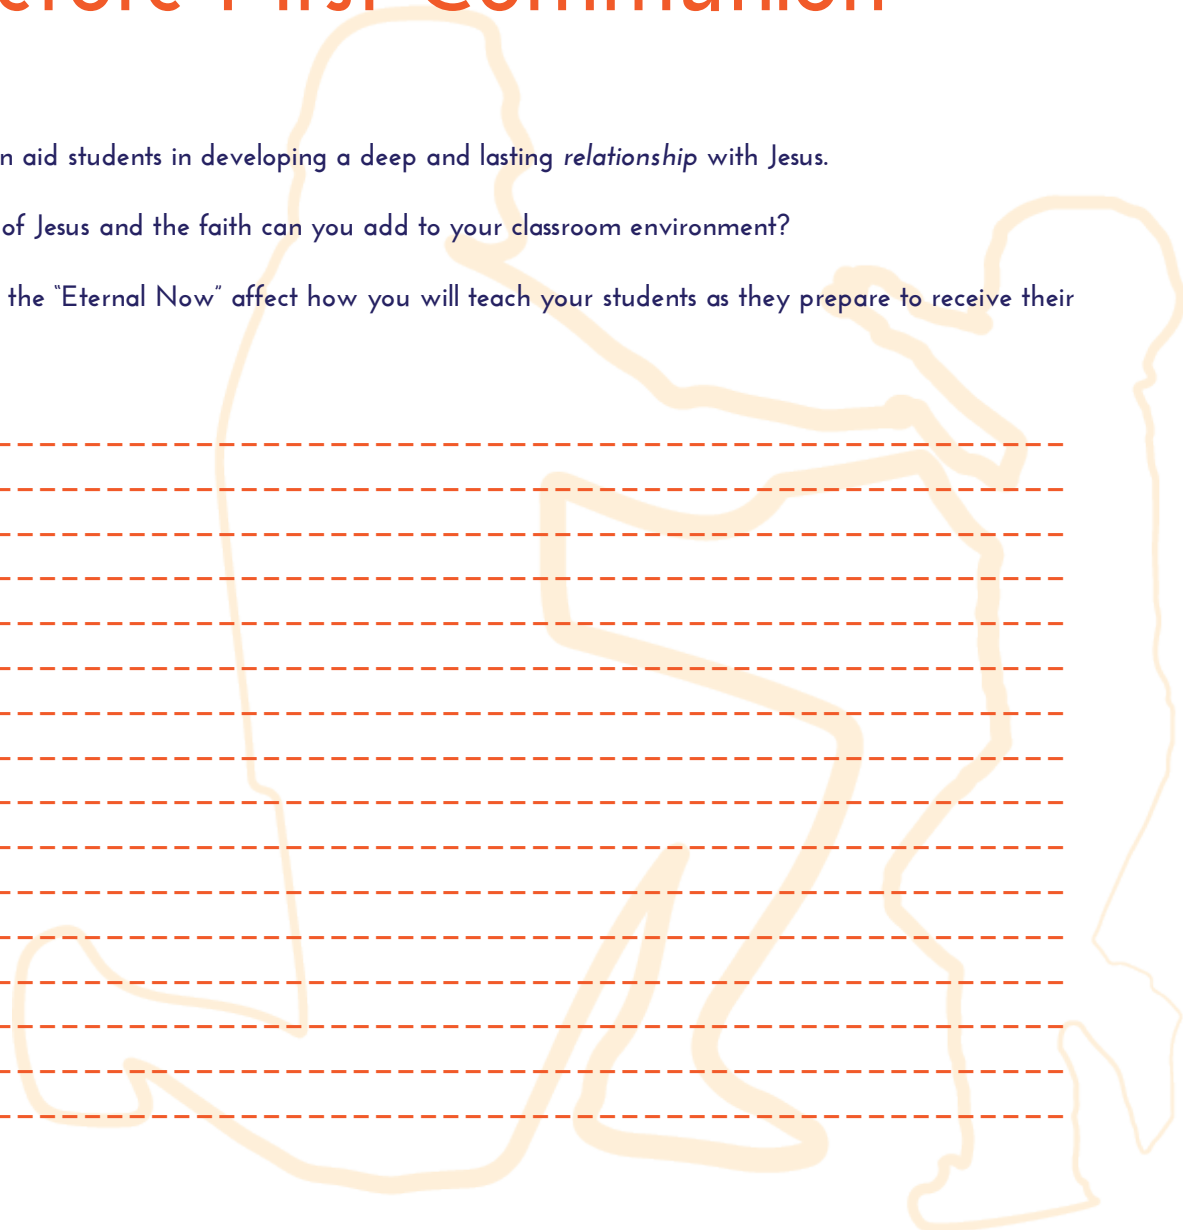 First Communion
n aid students in developing a deep and lasting relationship with Jesus.
of Jesus and the faith can you add to your classroom environment?
the “Eternal Now” affect how you will teach your students as they prepare to receive their